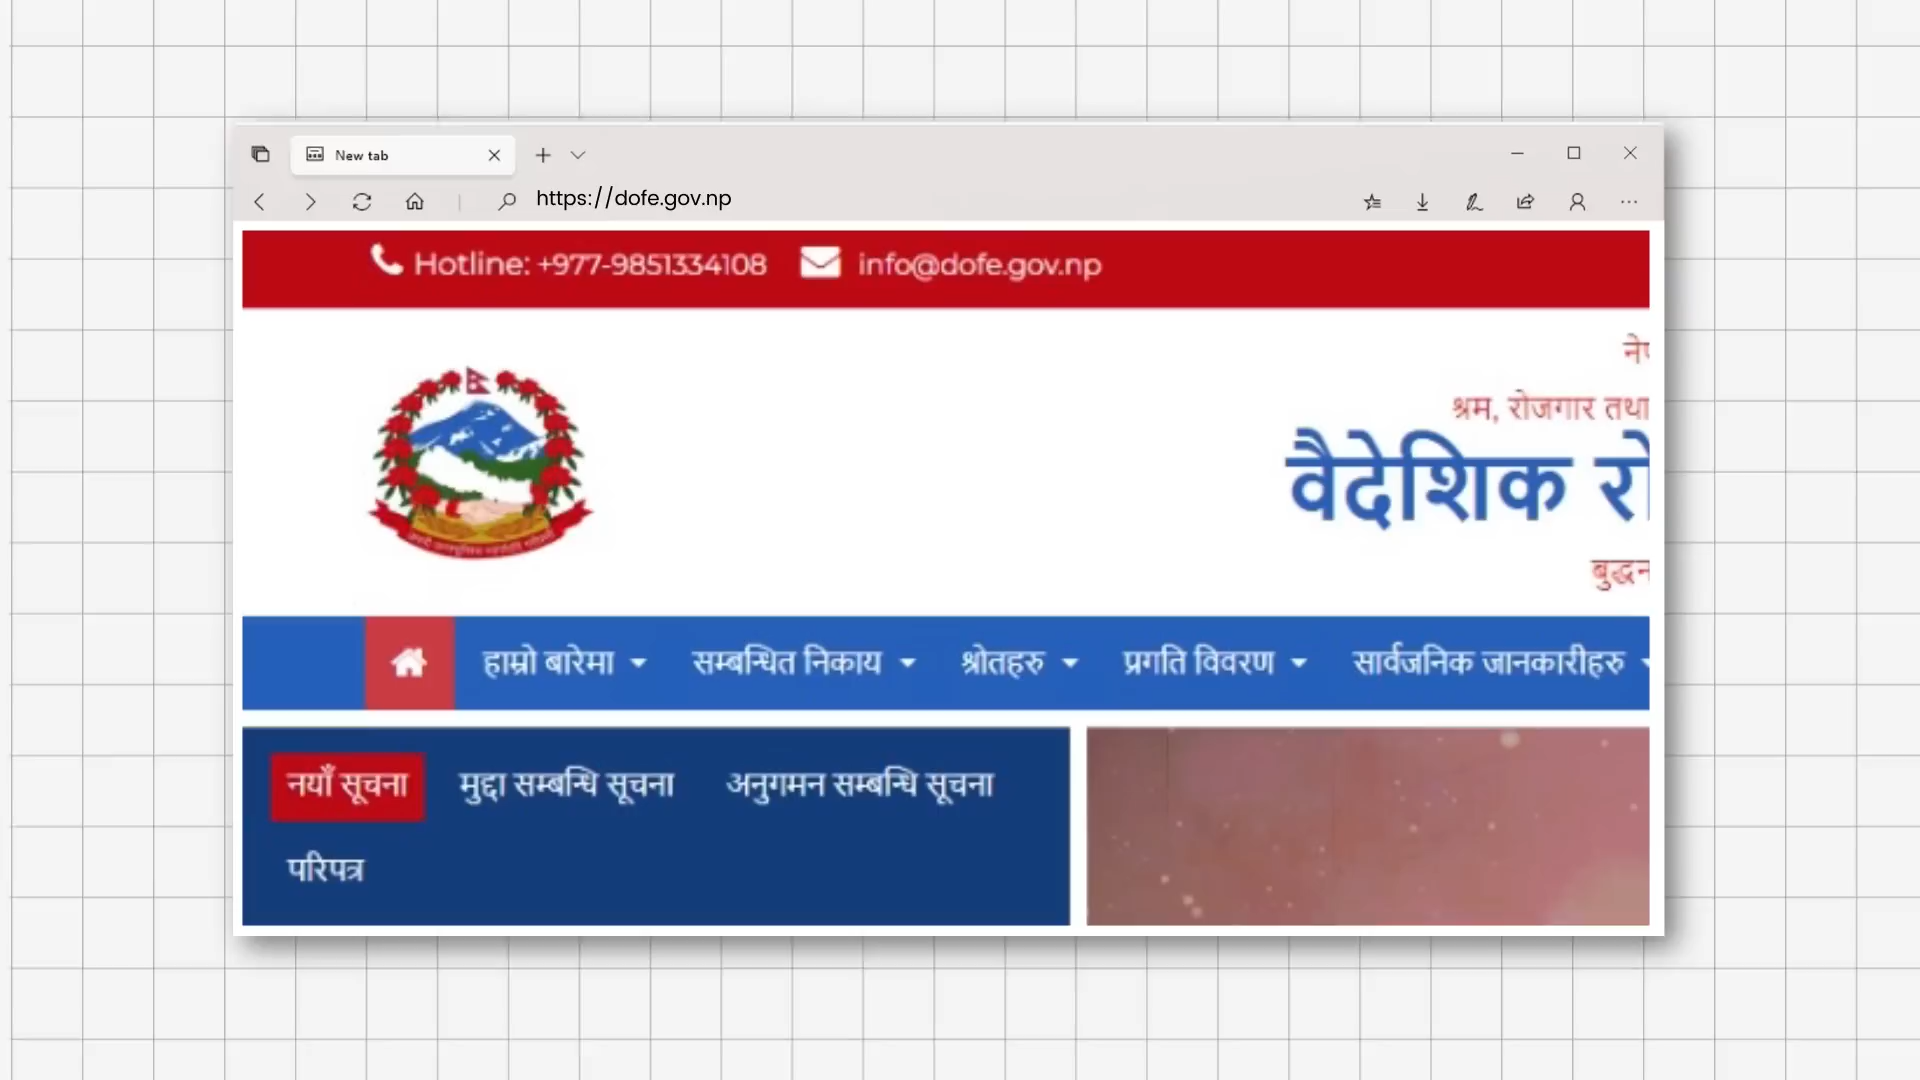 New tab
https://dofe.gov.np
Hotline: +977-9851334108 info@dofe.gov.np
श्रम, रोजगार तथा
वैदेशिक
हाम्रो बारेमा सम्बन्धित निकाय श्रोतहरु प्रगति विवरण सार्वजनिक जानकारीहरु
नयाँ सूचना मुद्दा सम्बन्धि सूचना अनुगमन सम्बन्धि सूचना
परिपत्र